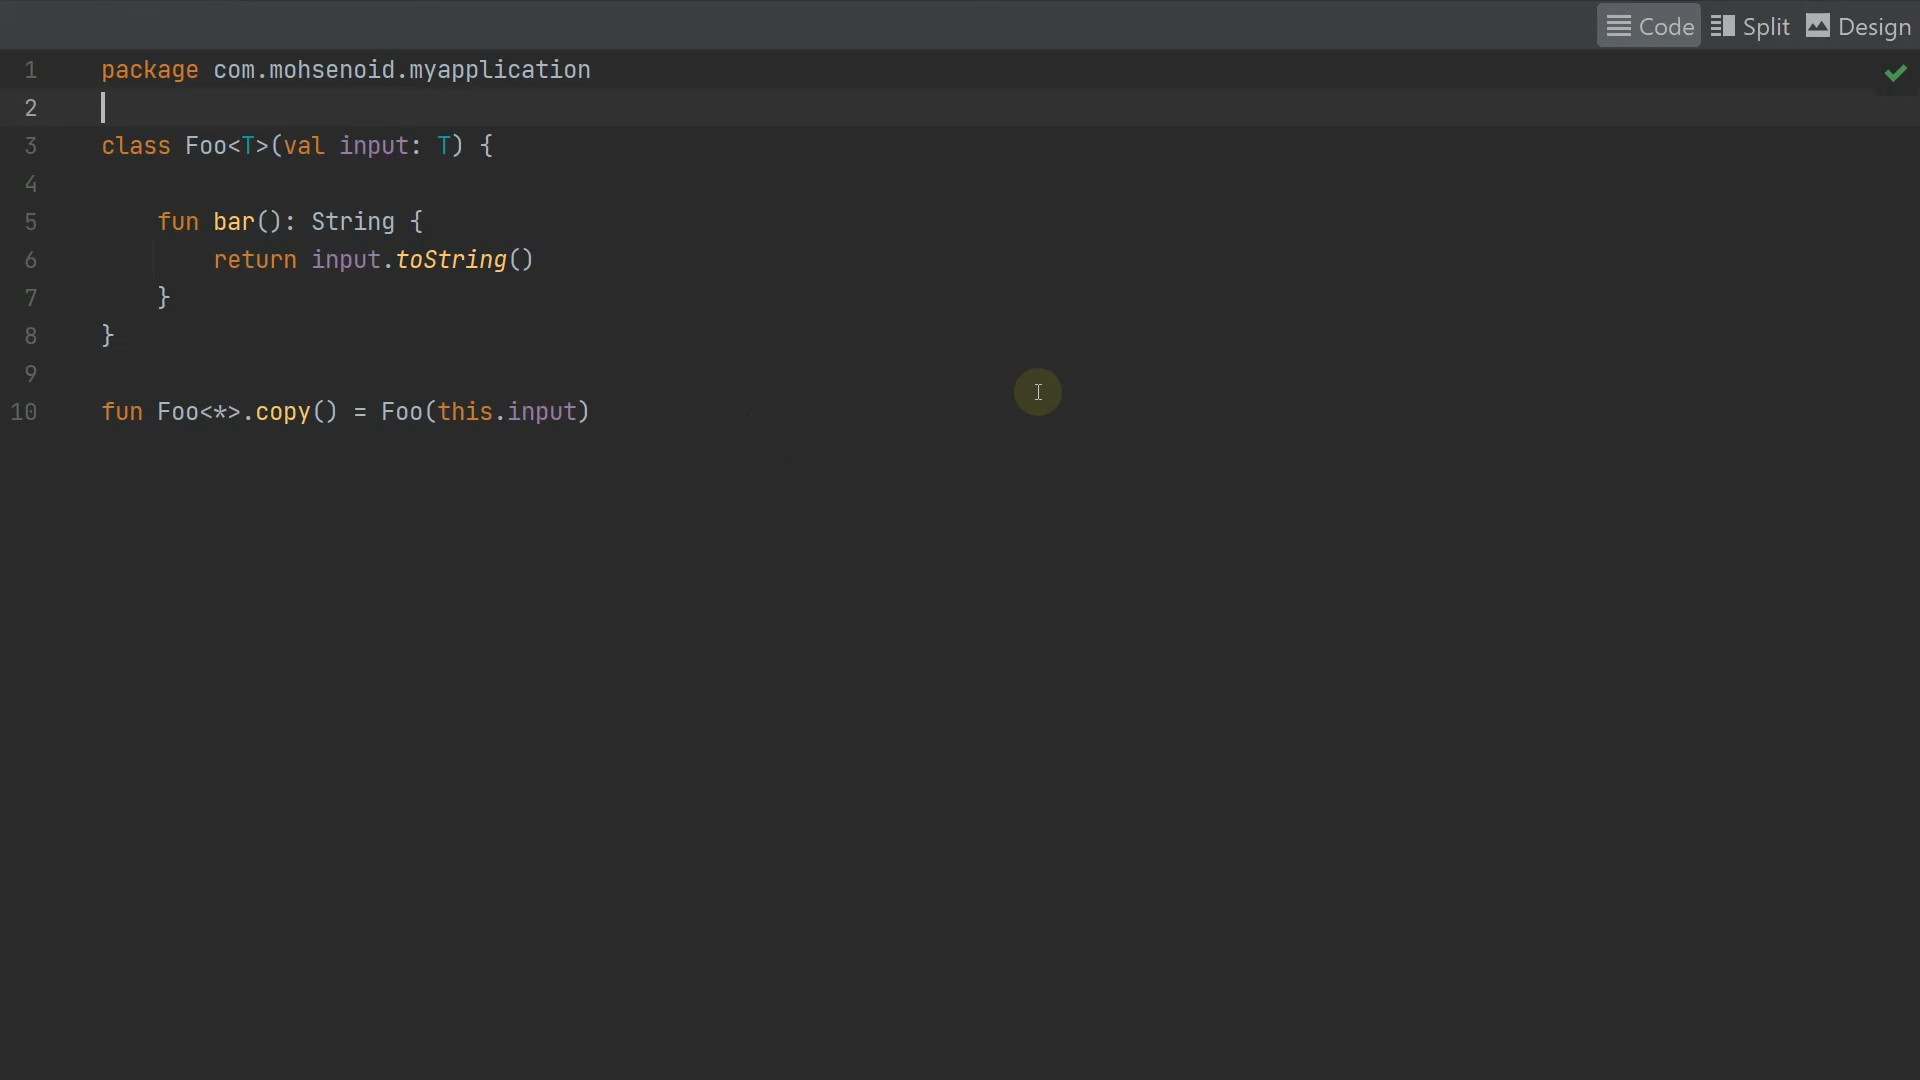 Code Split Design
1 package com.mohsenoid.myapplication
2
3 class Foo<T>(val input: T) {
4
5 fun bar(): String {
6 return input.toString()
7 }
8 }
9
10 fun Foo<*>.copy() = Foo(this.input)